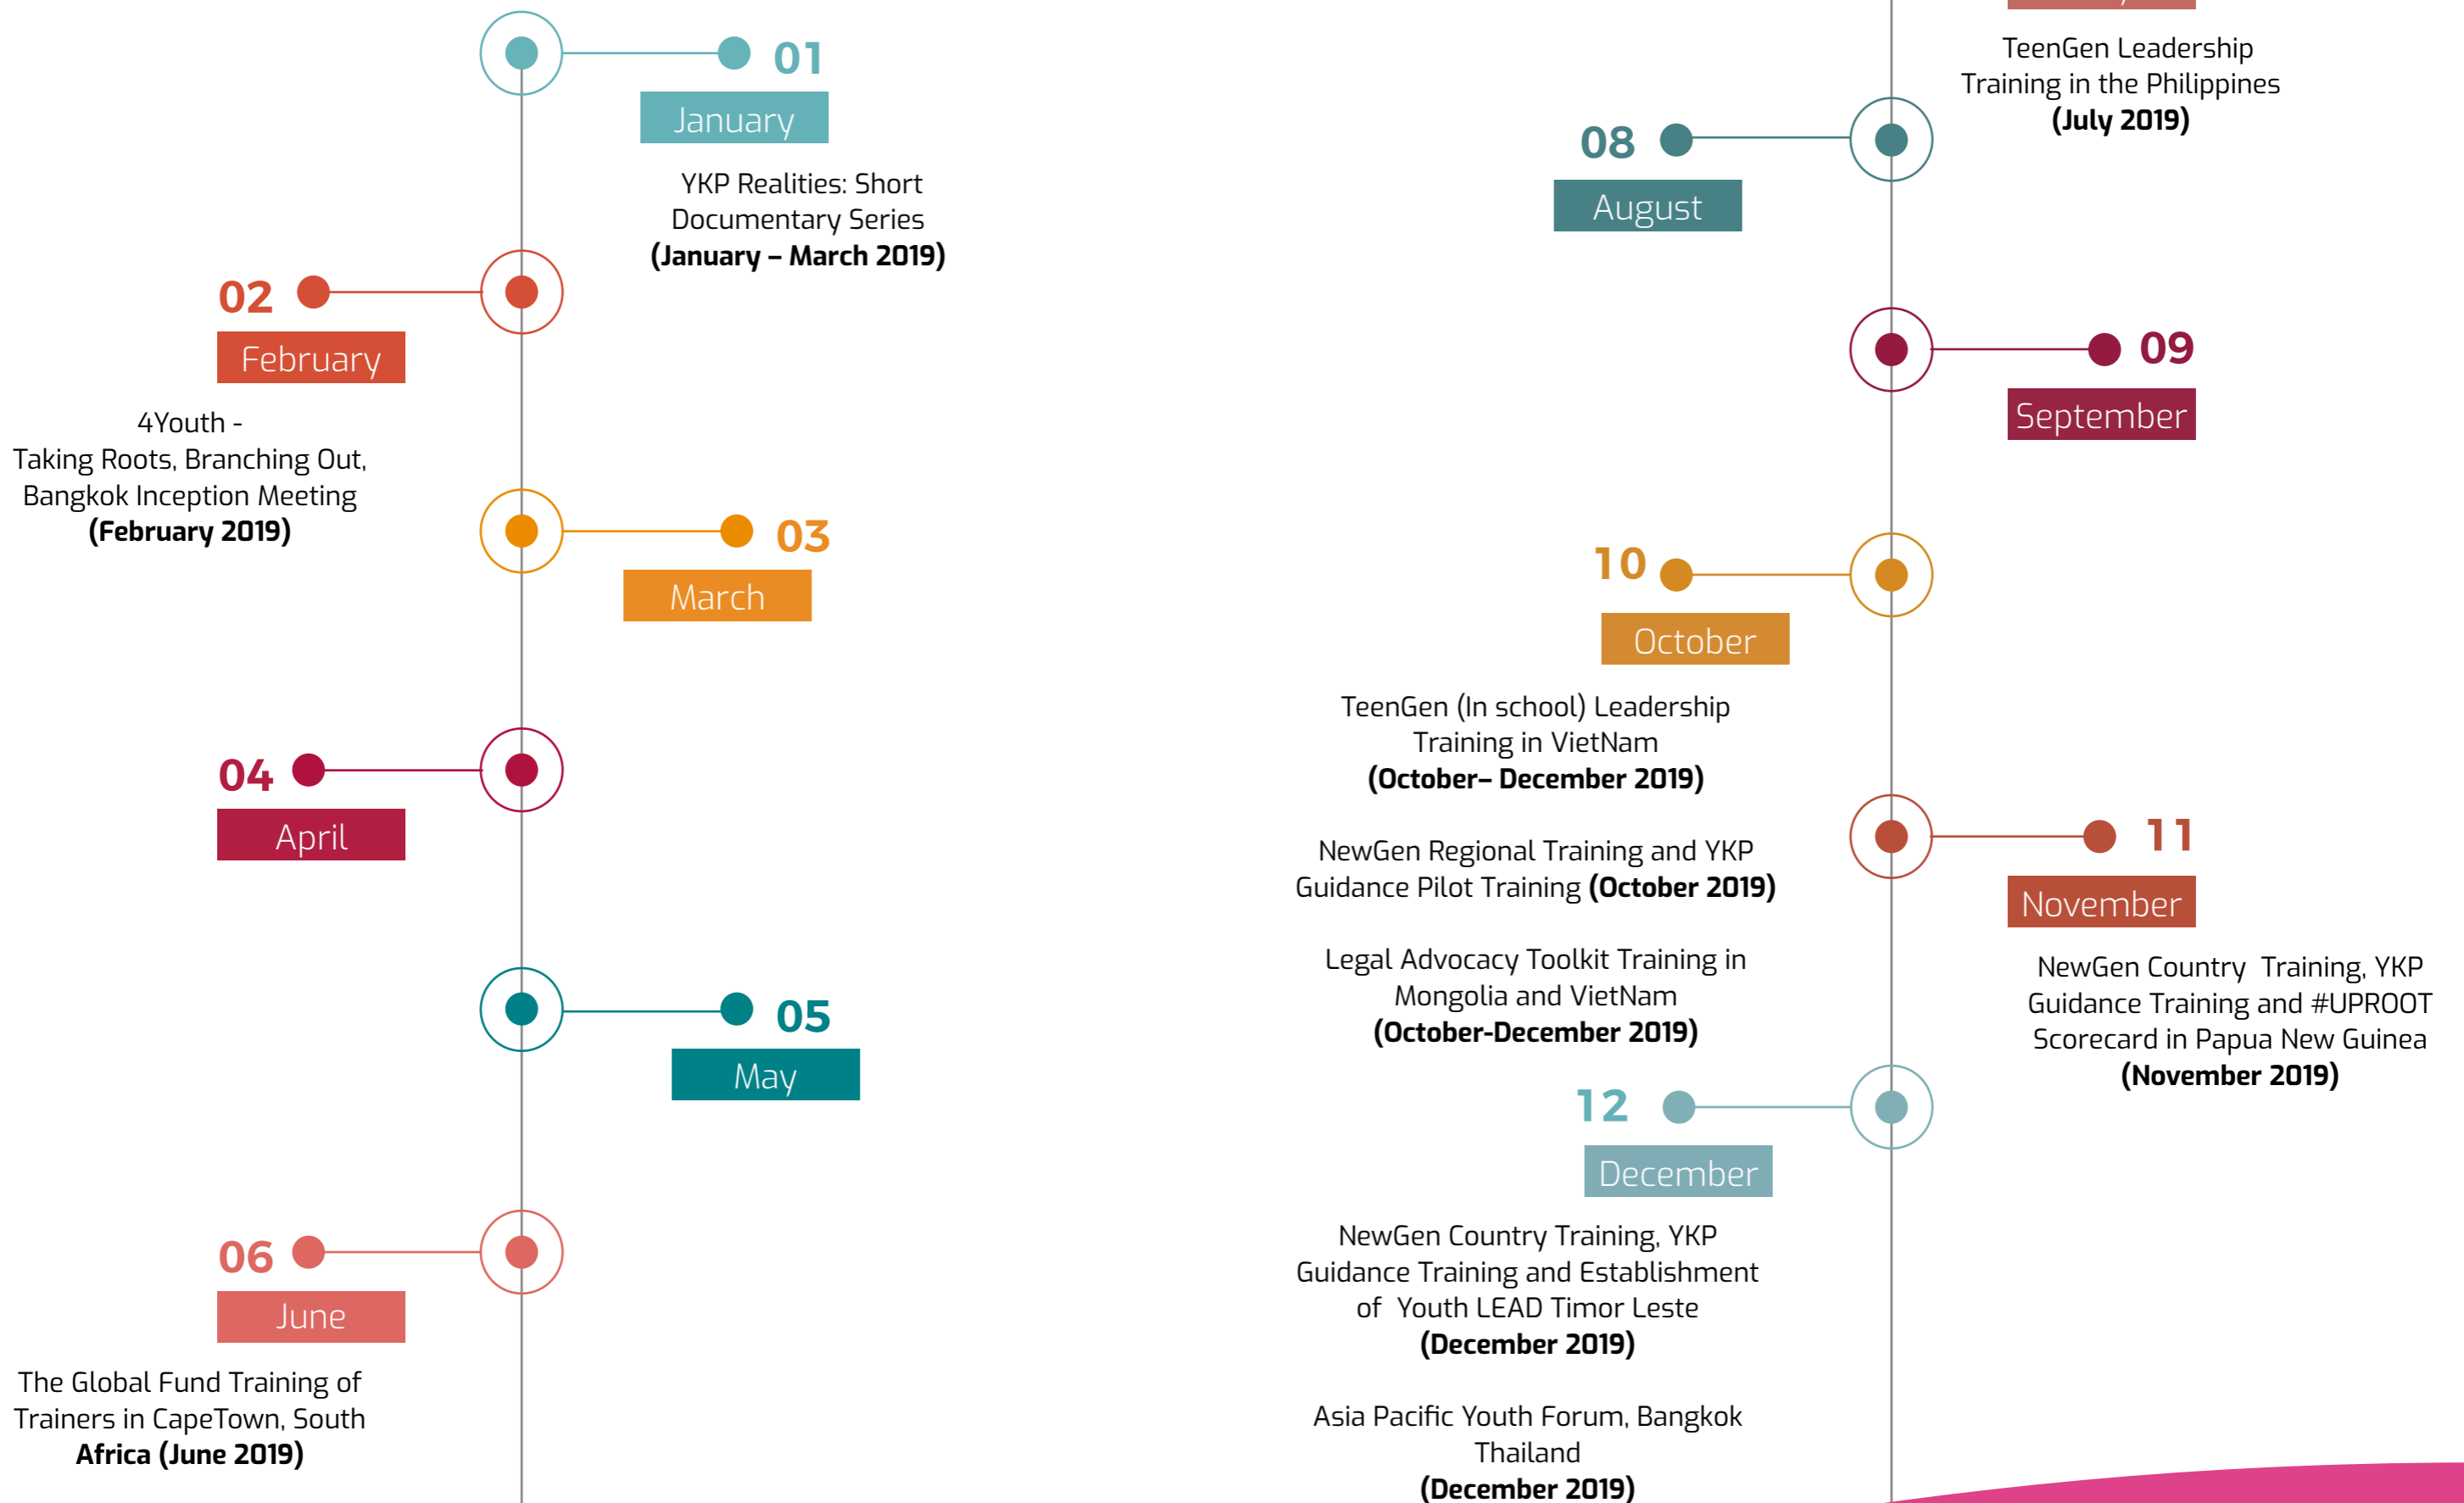 01
January
YKP Realities: Short
Documentary Series
(January – March 2019)
02
February
4Youth -
Taking Roots, Branching Out,
Bangkok Inception Meeting
(February 2019)
03
March
04
April
05
May
06
June
The Global Fund Training of
Trainers in CapeTown, South
Africa (June 2019)
TeenGen Leadership
Training in the Philippines
(July 2019)
08
August
09
September
10
October
TeenGen (In school) Leadership
Training in VietNam
(October– December 2019)
NewGen Regional Training and YKP
Guidance Pilot Training (October 2019)
Legal Advocacy Toolkit Training in
Mongolia and VietNam
(October-December 2019)
11
November
NewGen Country  Training, YKP
Guidance Training and #UPROOT
Scorecard in Papua New Guinea
(November 2019)
12
December
NewGen Country Training, YKP
Guidance Training and Establishment
of  Youth LEAD Timor Leste
(December 2019)
Asia Pacific Youth Forum, Bangkok
Thailand
(December 2019)